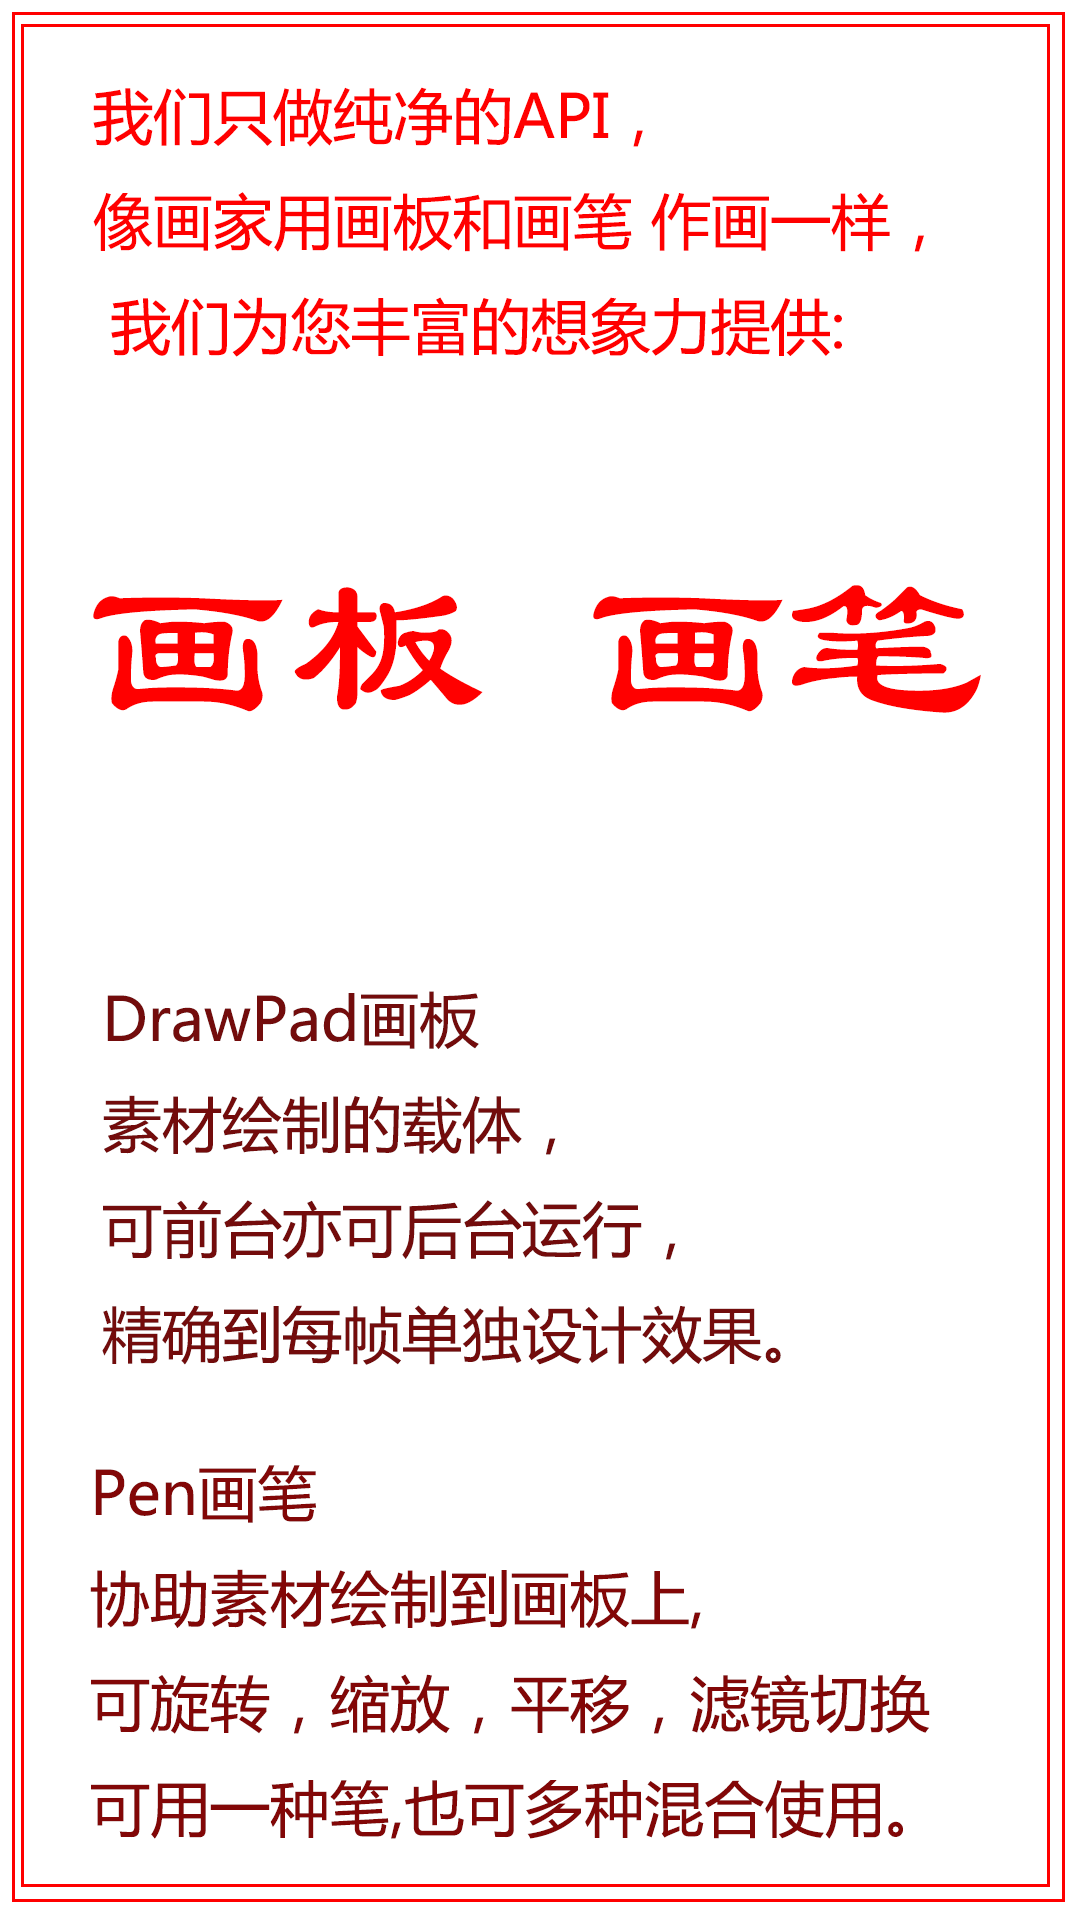 我们只做纯净的API，
像画家用画板和画笔 作画一样，
我们为您丰富的想象力提供:
画板 画笔
DrawPad画板
素材绘制的载体，
可前台亦可后台运行，
精确到每帧单独设计效果。
Pen画笔
协助素材绘制到画板上,
可旋转，缩放，平移，滤镜切换
可用一种笔,也可多种混合使用。